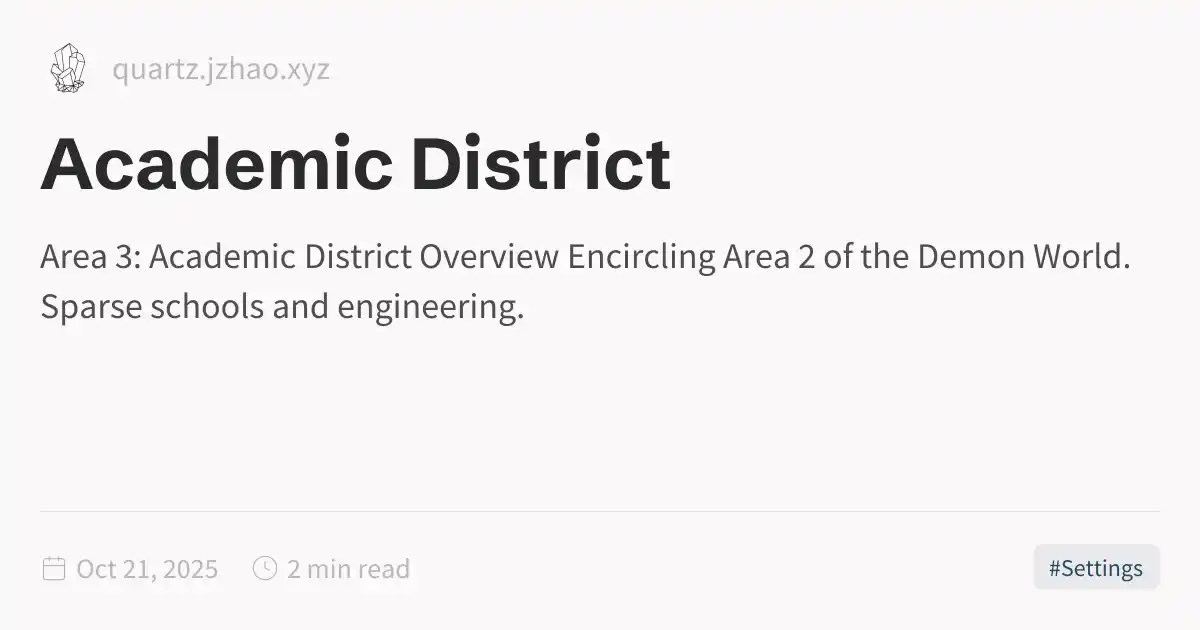 quartz.jzhao.xyz
Academic District
Area 3: Academic District Overview Encircling Area 2 of the Demon World.
Sparse schools and engineering.
Oct 21, 2025 2 min read #Settings